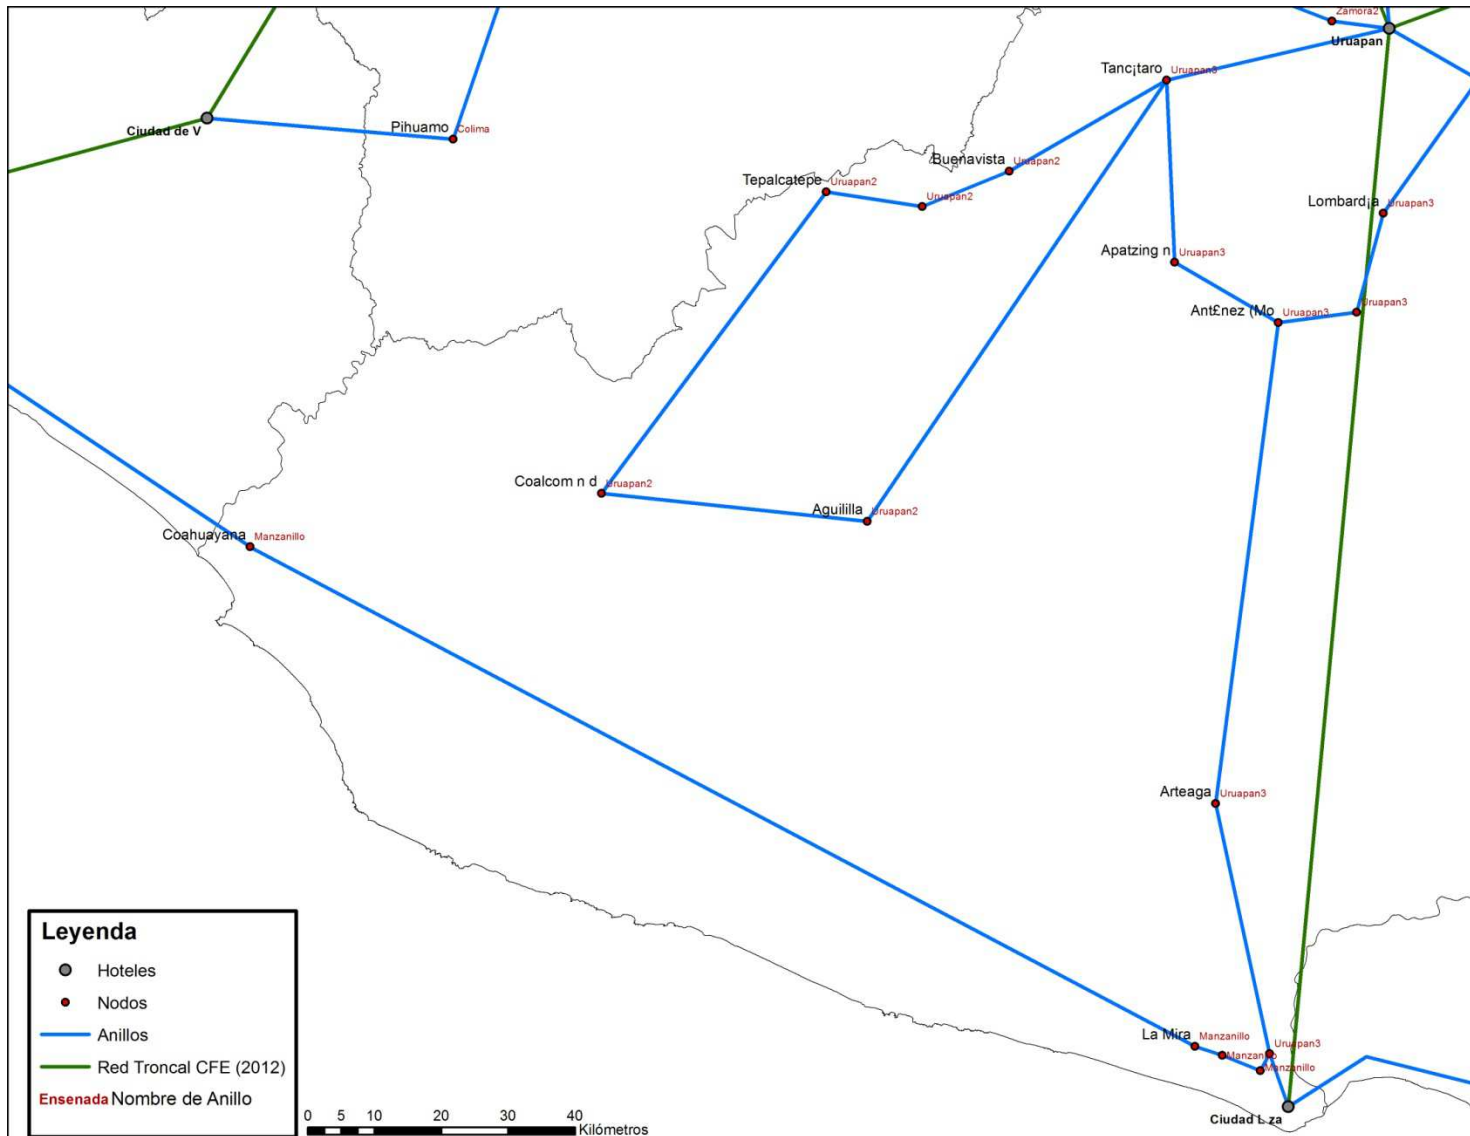 Zamora2
Uruapan
Tanc¡taro Uruapan3
Ciudad de V
Pihuamo Colima
Buenavista Uruapan2
Tepalcatepe Uruapan2
Uruapan2
Lombard¡a Uruapan3
Apatzing n Uruapan3
Ant£nez (Mo Uruapan3
Uruapan3
Coalcom n d Uruapan2
Aguililla Uruapan2
Coahuayana Manzanillo
Arteaga Uruapan3
La Mira Manzanillo
Uruapan3
Manzanillo
Manzanillo
Ciudad L za
Leyenda
Hoteles
Nodos
Anillos
Red Troncal CFE (2012)
Ensenada Nombre de Anillo
0 5 10 20 30 40
Kilómetros